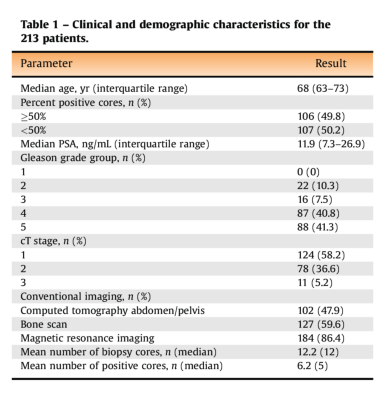 Table 1 – Clinical and demographic characteristics for the
213 patients.
Parameter Result
Median age, yr (interquartile range) 68 (63–73)
Percent positive cores, n (%)
≥50% 106 (49.8)
<50% 107 (50.2)
Median PSA, ng/mL (interquartile range) 11.9 (7.3–26.9)
Gleason grade group, n (%)
1 0 (0)
2 22 (10.3)
3 16 (7.5)
4 87 (40.8)
5 88 (41.3)
cT stage, n (%)
1 124 (58.2)
2 78 (36.6)
3 11 (5.2)
Conventional imaging, n (%)
Computed tomography abdomen/pelvis 102 (47.9)
Bone scan 127 (59.6)
Magnetic resonance imaging 184 (86.4)
Mean number of biopsy cores, n (median) 12.2 (12)
Mean number of positive cores, n (median) 6.2 (5)